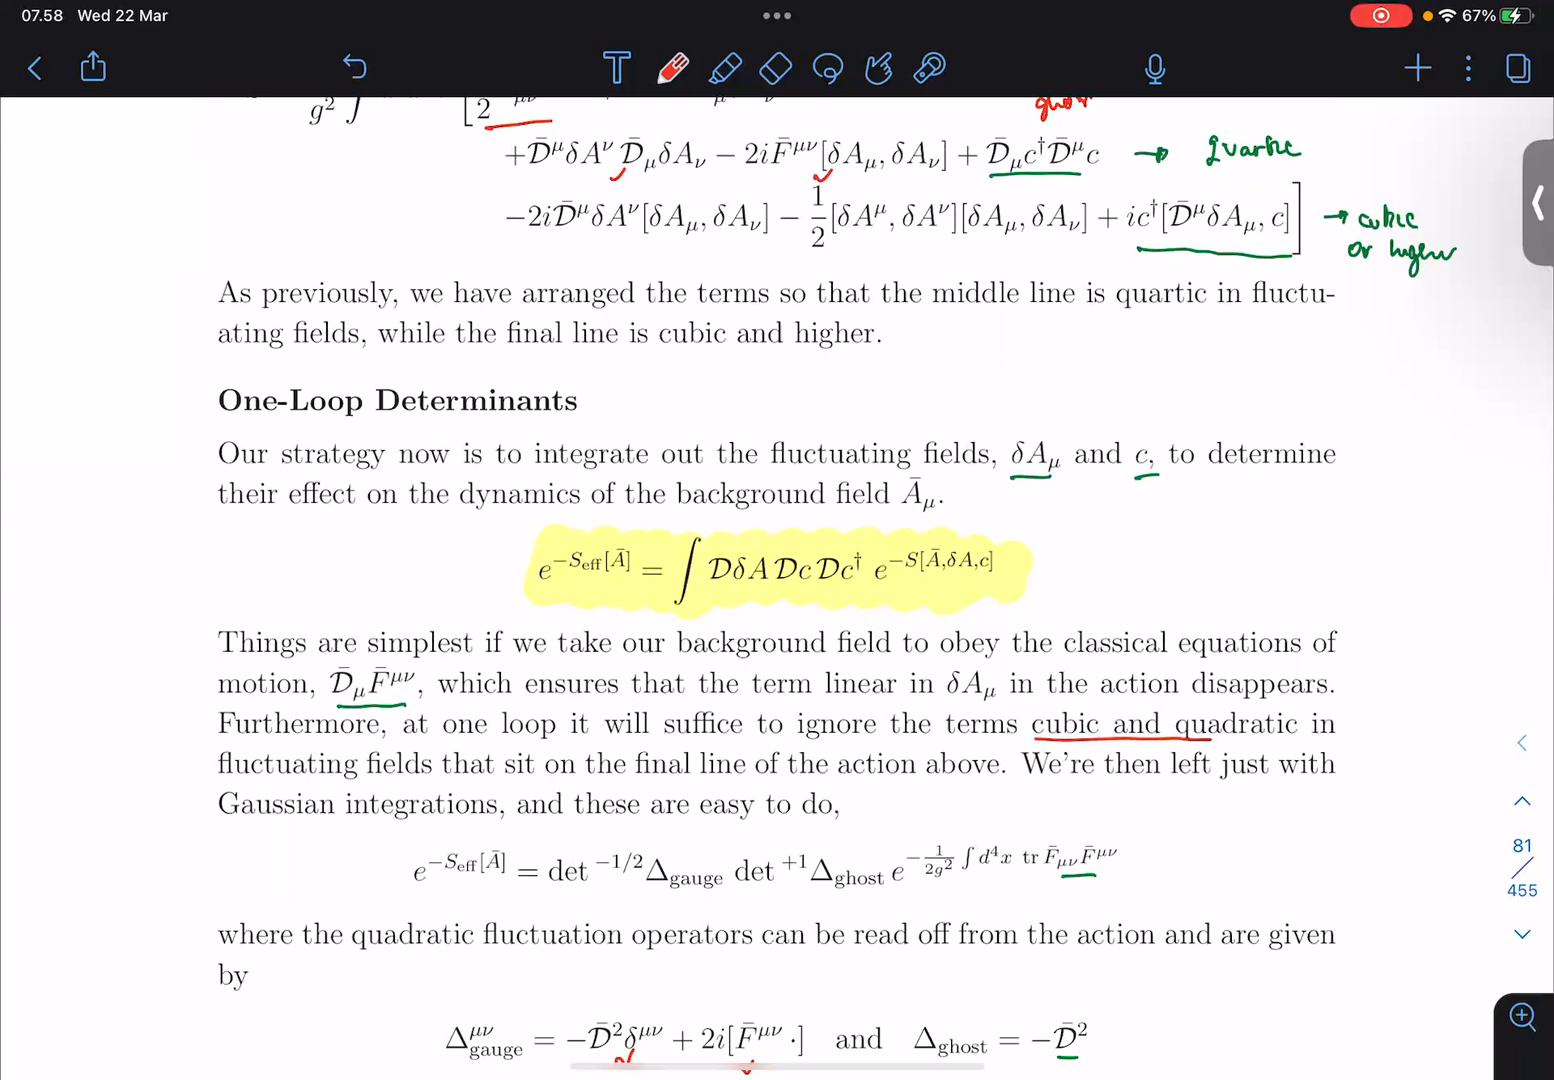 07.58 Wed 22 Mar 67%
g² ∫ [2 μν μ ν ghost
+D̄^μ δA^ν D̄_μ δA_ν − 2iF̄^{μν}[δA_μ, δA_ν] + D̄_μ c† D̄^μ c → quartic
−2iD̄^μ δA^ν[δA_μ, δA_ν] − 1/2 [δA^μ, δA^ν][δA_μ, δA_ν] + ic†[D̄^μ δA_μ, c]] → cubic
or higher
As previously, we have arranged the terms so that the middle line is quartic in fluctu-
ating fields, while the final line is cubic and higher.
One-Loop Determinants
Our strategy now is to integrate out the fluctuating fields, δA_μ and c, to determine
their effect on the dynamics of the background field Ā_μ.
e^{−S_eff[Ā]} = ∫ DδA Dc Dc† e^{−S[Ā,δA,c]}
Things are simplest if we take our background field to obey the classical equations of
motion, D̄_μ F̄^{μν}, which ensures that the term linear in δA_μ in the action disappears.
Furthermore, at one loop it will suffice to ignore the terms cubic and quadratic in
fluctuating fields that sit on the final line of the action above. We're then left just with
Gaussian integrations, and these are easy to do,
e^{−S_eff[Ā]} = det^{−1/2} Δ_gauge det^{+1} Δ_ghost e^{−1/2g² ∫ d⁴x tr F̄_{μν} F̄^{μν}}
where the quadratic fluctuation operators can be read off from the action and are given
by
Δ^{μν}_gauge = −D̄² δ^{μν} + 2i[F̄^{μν} ·] and Δ_ghost = −D̄²
81
455